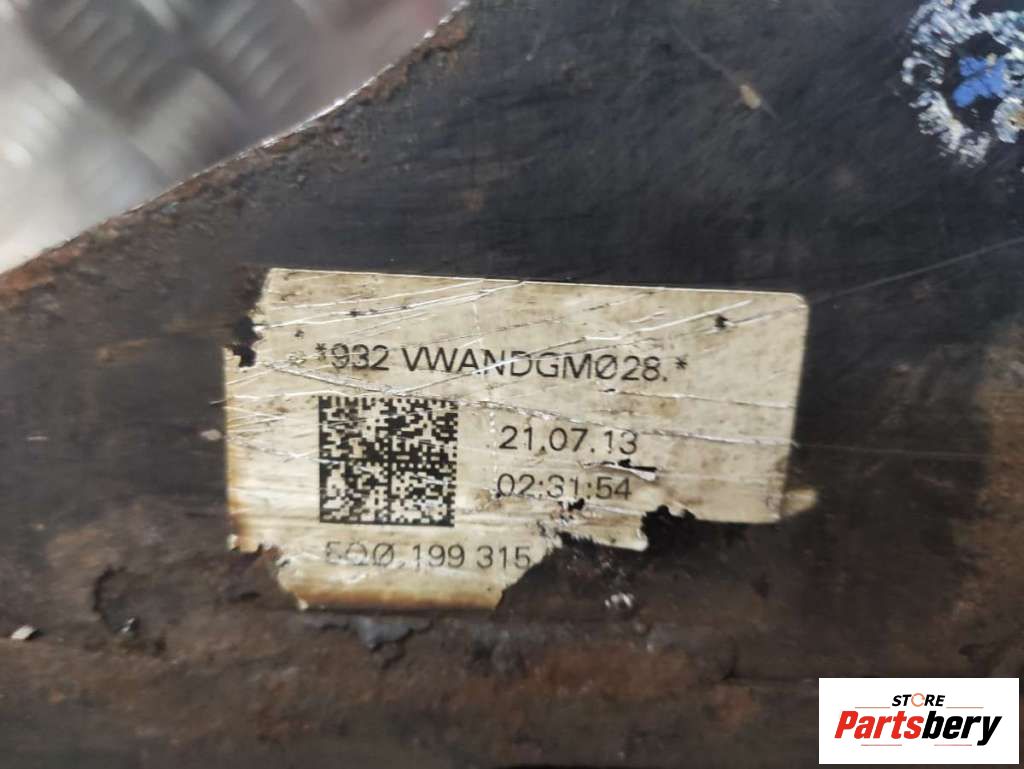 *932 VWANDGMØ28.*
21.07.13
02:31:54
5QØ.199 315
STORE
Partsbery